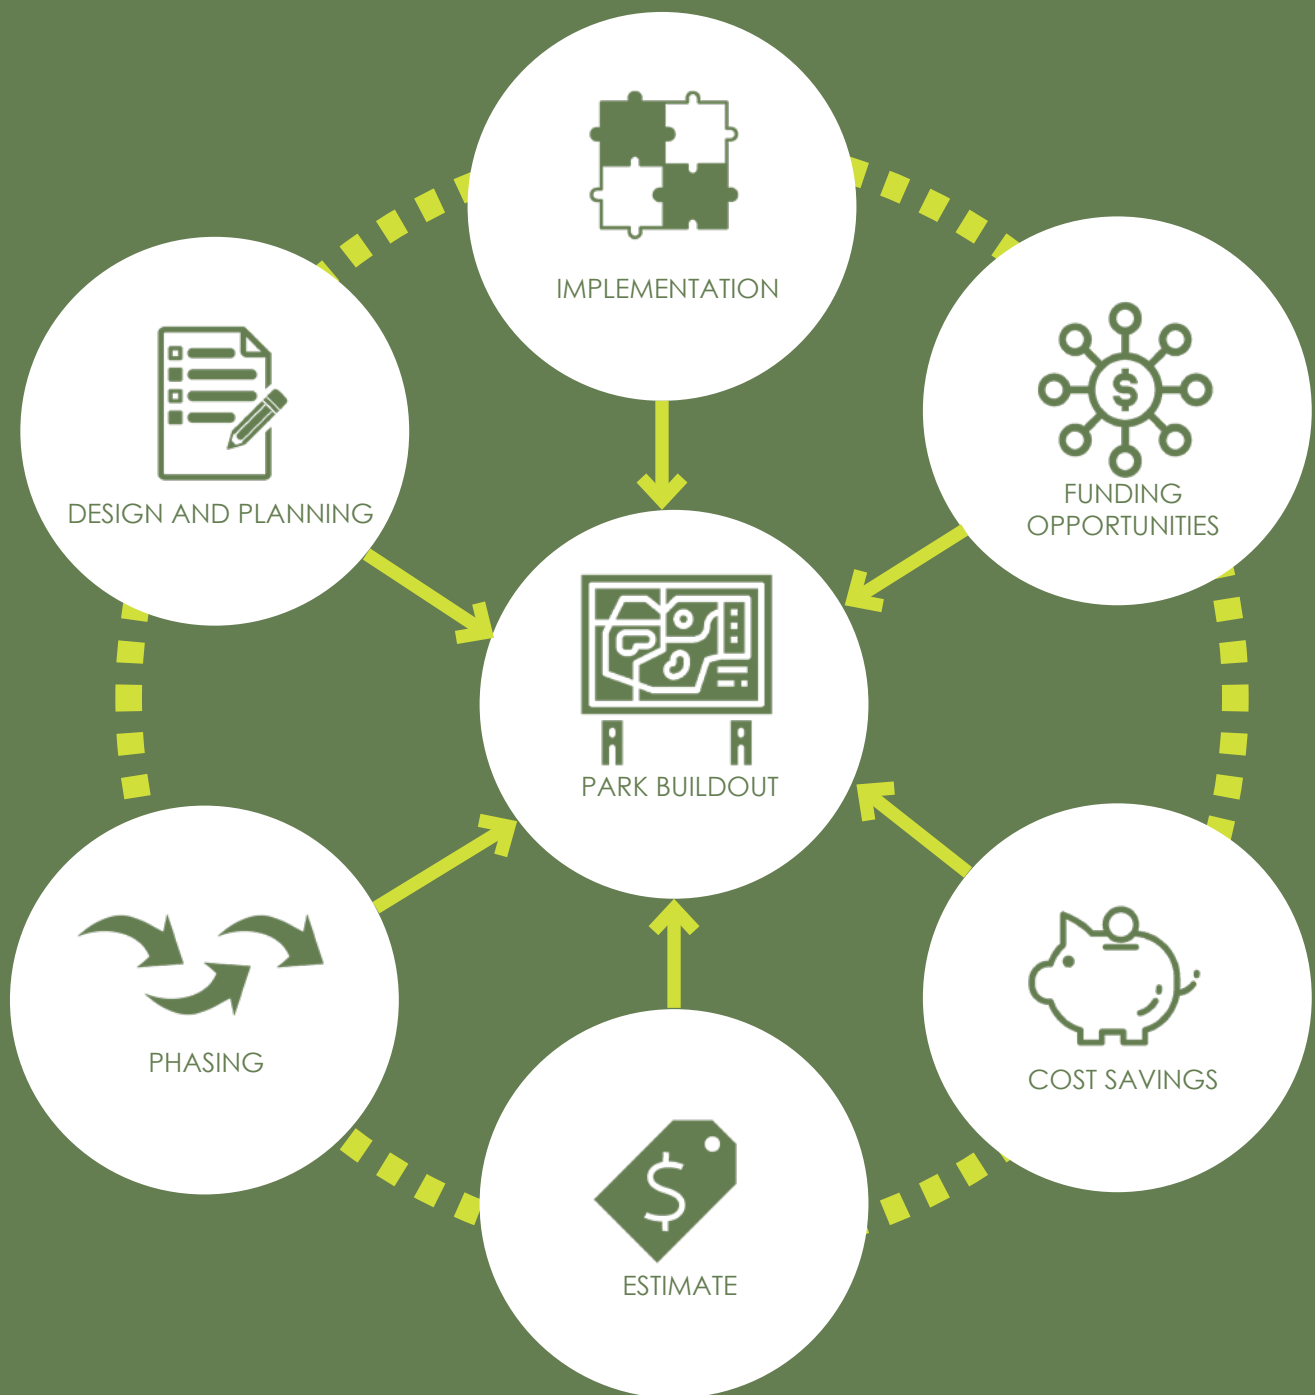 IMPLEMENTATION
FUNDING
OPPORTUNITIES
DESIGN AND PLANNING
PARK BUILDOUT
PHASING
COST SAVINGS
ESTIMATE
$
$